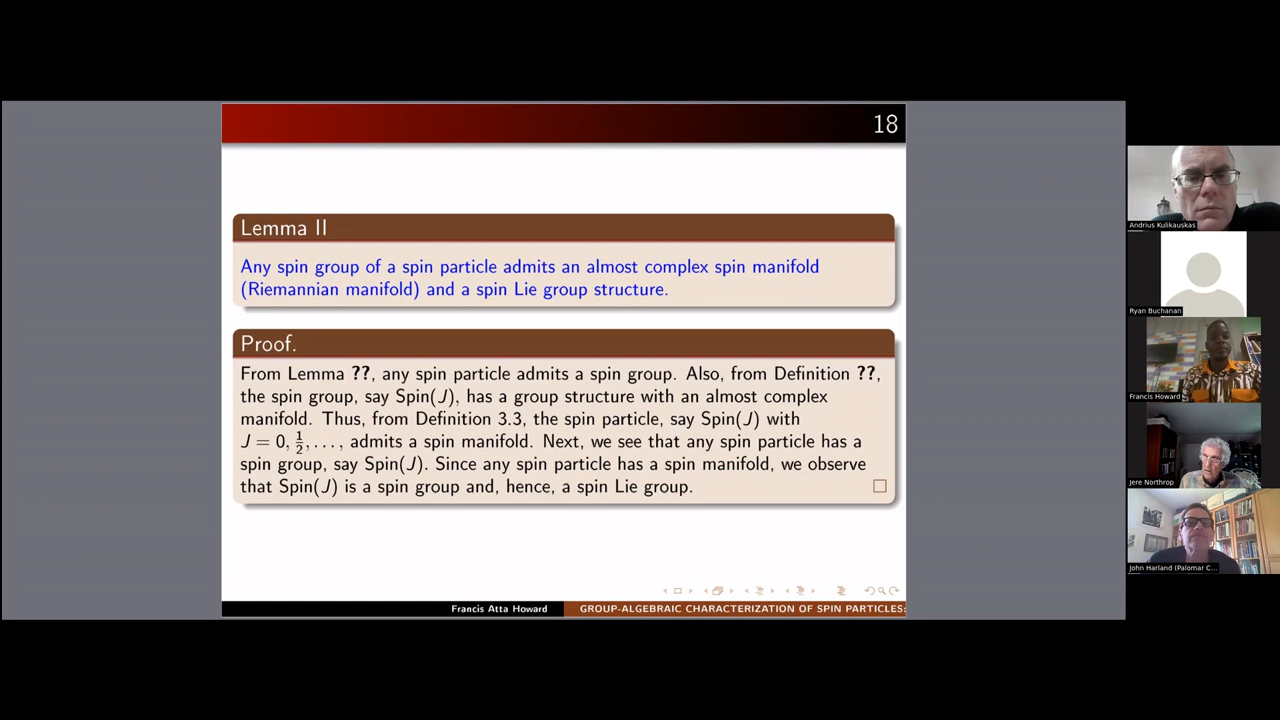 18
Lemma II
Any spin group of a spin particle admits an almost complex spin manifold
(Riemannian manifold) and a spin Lie group structure.
Proof.
From Lemma ??, any spin particle admits a spin group. Also, from Definition ??,
the spin group, say Spin(J), has a group structure with an almost complex
manifold. Thus, from Definition 3.3, the spin particle, say Spin(J) with
J = 0, 1/2, . . . , admits a spin manifold. Next, we see that any spin particle has a
spin group, say Spin(J). Since any spin particle has a spin manifold, we observe
that Spin(J) is a spin group and, hence, a spin Lie group.
Francis Atta Howard
GROUP-ALGEBRAIC CHARACTERIZATION OF SPIN PARTICLES:
Andrius Kulikauskas
Ryan Buchanan
Francis Howard
Jere Northrop
John Harland (Palomar C...